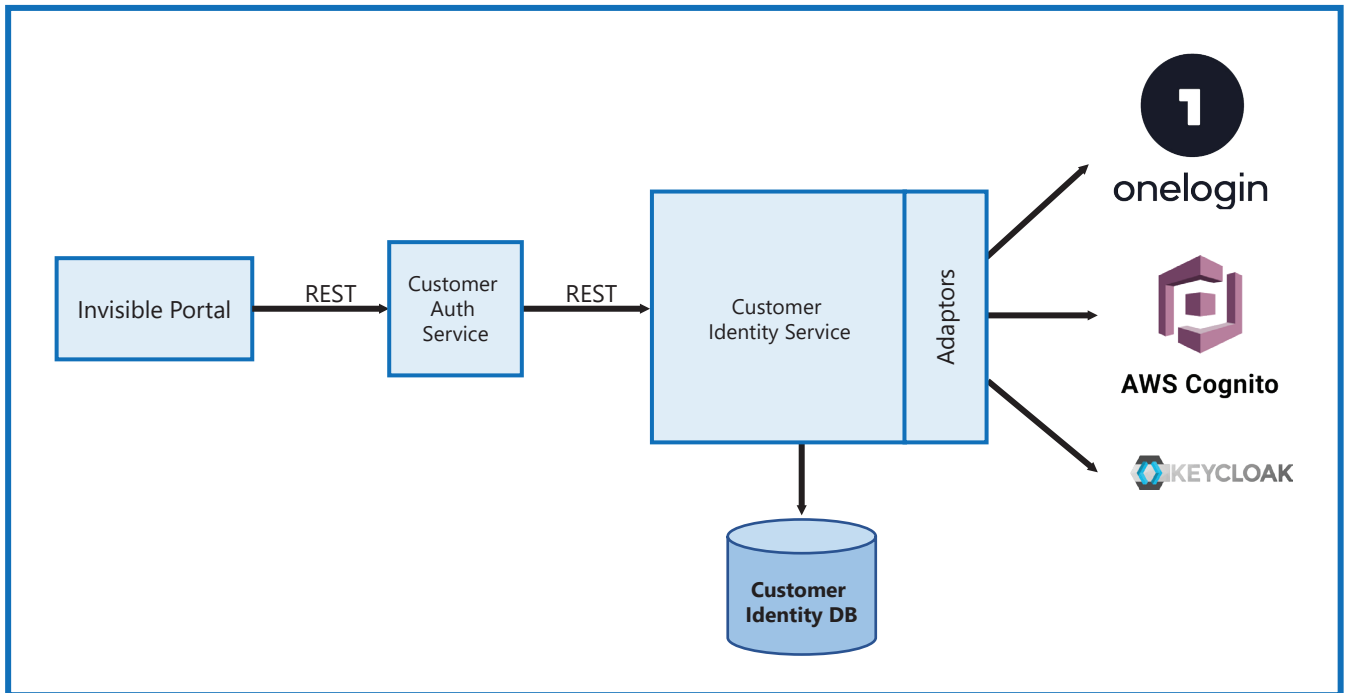 1
onelogin
Invisible Portal
REST
Customer
Auth
Service
REST
Customer
Identity Service
Adaptors
AWS Cognito
KEYCLOAK
Customer
Identity DB